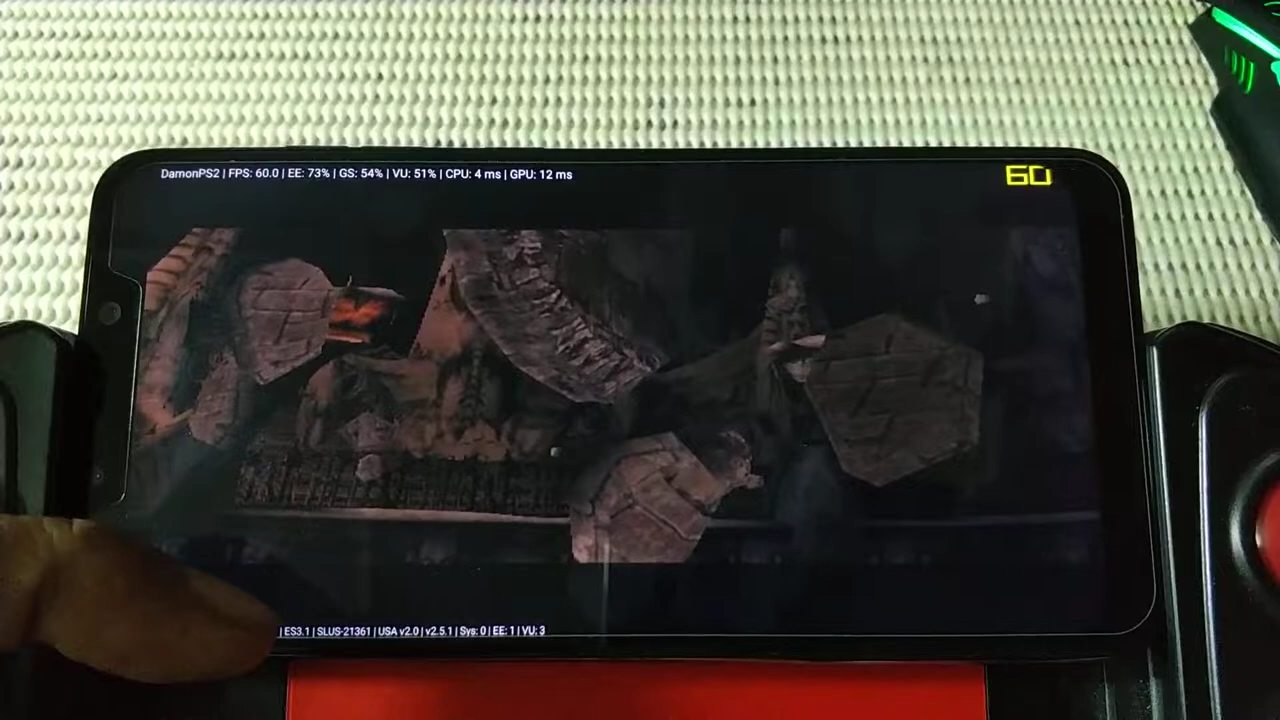 DamonPS2 | FPS: 60.0 | EE: 73% | GS: 54% | VU: 51% | CPU: 4 ms | GPU: 12 ms
60
| ES3.1 | SLUS-21361 | USA v2.0 | v2.5.1 | Sys: 0 | EE: 1 | VU: 3